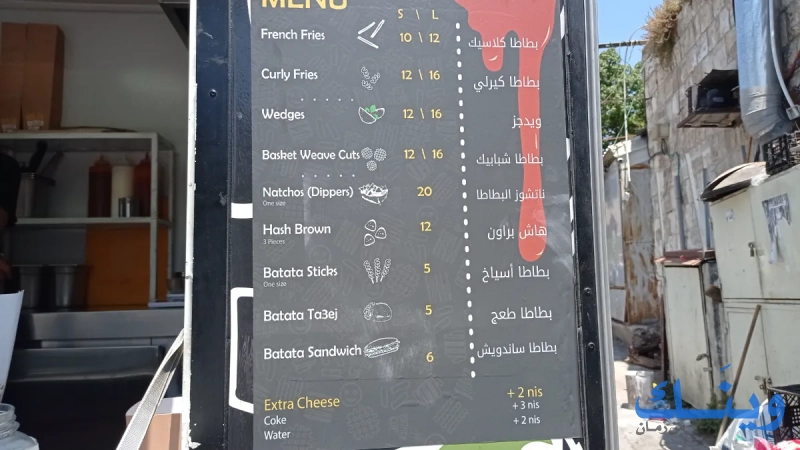 MENU
S \ L
French Fries 10 \ 12 بطاطا كلاسيك
Curly Fries 12 \ 16 بطاطا كيرلي
Wedges 12 \ 16 ويدجز
Basket Weave Cuts 12 \ 16 بطاطا شبابيك
Natchos (Dippers) 20 ناتشوز البطاطا
One size
Hash Brown 12 هاش براون
3 Pieces
Batata Sticks 5 بطاطا أسياخ
One size
Batata Ta3ej 5 بطاطا طعج
Batata Sandwich 6 بطاطا ساندويش
Extra Cheese + 2 nis
Coke + 3 nis
Water + 2 nis
وينك
زمان